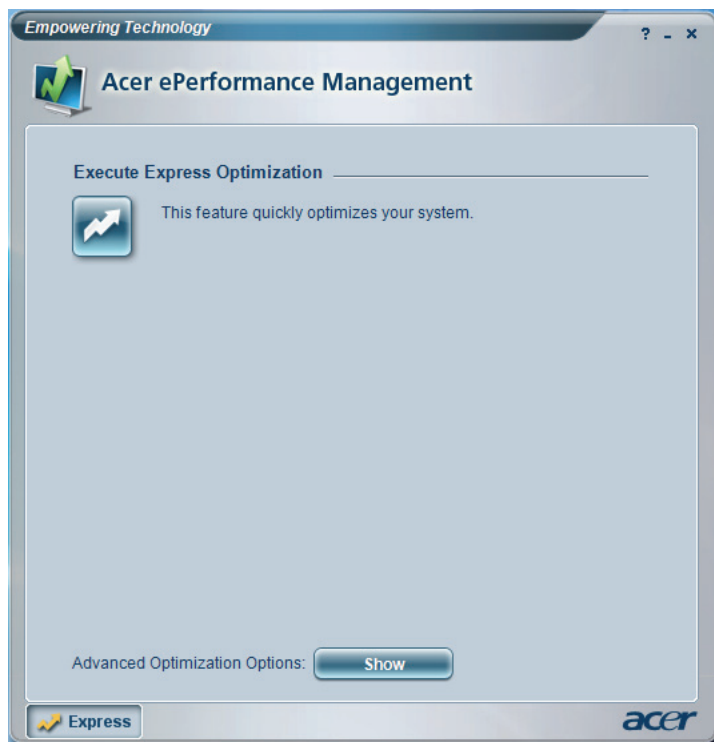 Empowering Technology
? - x
Acer ePerformance Management
Execute Express Optimization
This feature quickly optimizes your system.
Advanced Optimization Options: Show
Express
acer